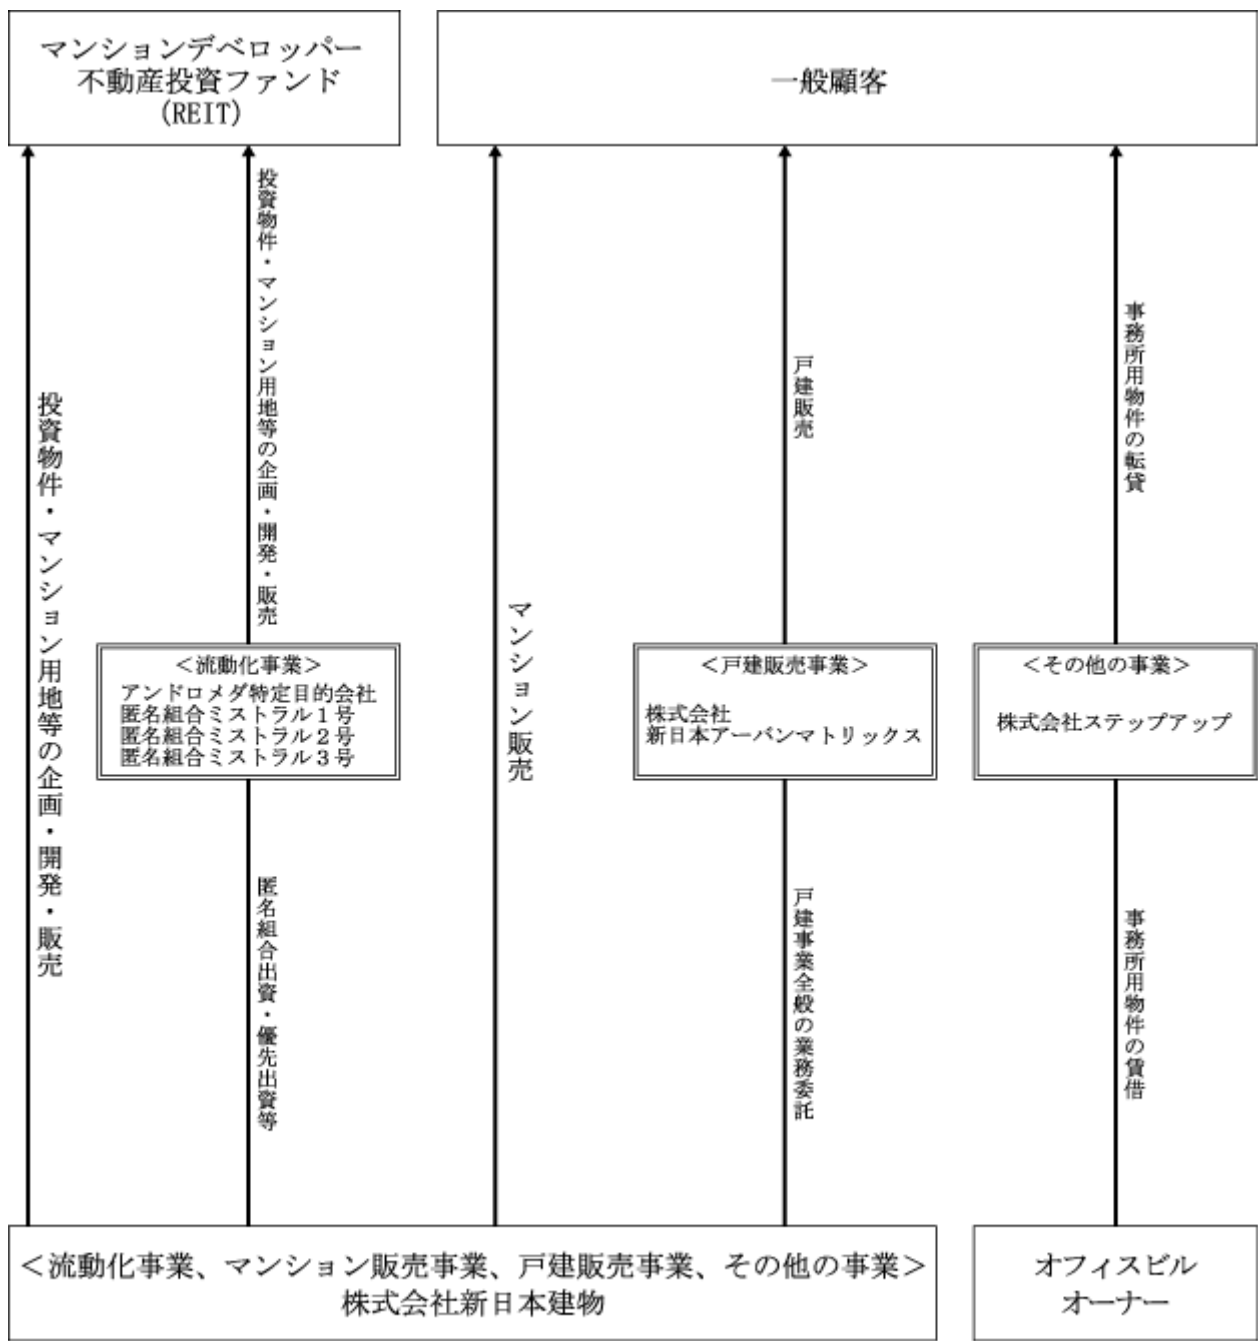 マンションデベロッパー
不動産投資ファンド
(REIT)
一般顧客
投資物件・マンション用地等の企画・開発・販売
投資物件・マンション用地等の企画・開発・販売
マンション販売
戸建販売
事務所用物件の転貸
＜流動化事業＞
アンドロメダ特定目的会社
匿名組合ミストラル１号
匿名組合ミストラル２号
匿名組合ミストラル３号
＜戸建販売事業＞
株式会社
新日本アーバンマトリックス
＜その他の事業＞
株式会社ステップアップ
匿名組合出資・優先出資等
戸建事業全般の業務委託
事務所用物件の賃借
＜流動化事業、マンション販売事業、戸建販売事業、その他の事業＞
株式会社新日本建物
オフィスビル
オーナー